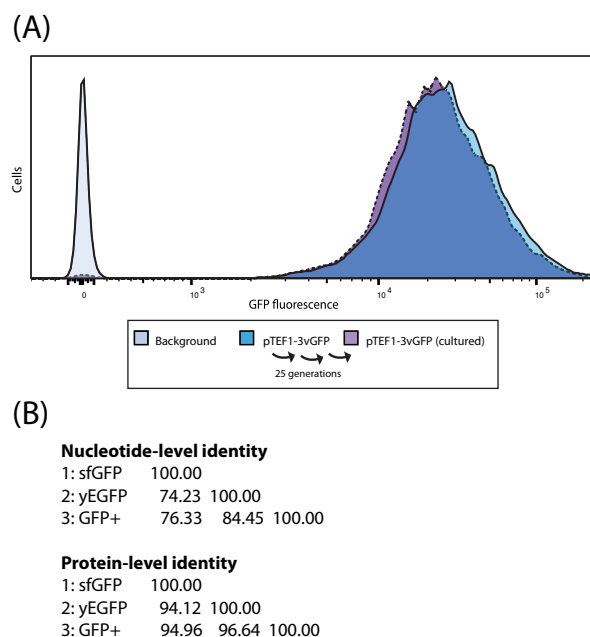 (A)
Cells
0 10³ 10⁴ 10⁵
GFP fluorescence
Background pTEF1-3vGFP pTEF1-3vGFP (cultured)
25 generations
(B)
Nucleotide-level identity
1: sfGFP 100.00
2: yEGFP 74.23 100.00
3: GFP+ 76.33 84.45 100.00
Protein-level identity
1: sfGFP 100.00
2: yEGFP 94.12 100.00
3: GFP+ 94.96 96.64 100.00